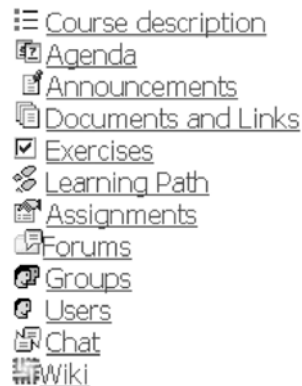 Course description
Agenda
Announcements
Documents and Links
Exercises
Learning Path
Assignments
Forums
Groups
Users
Chat
Wiki